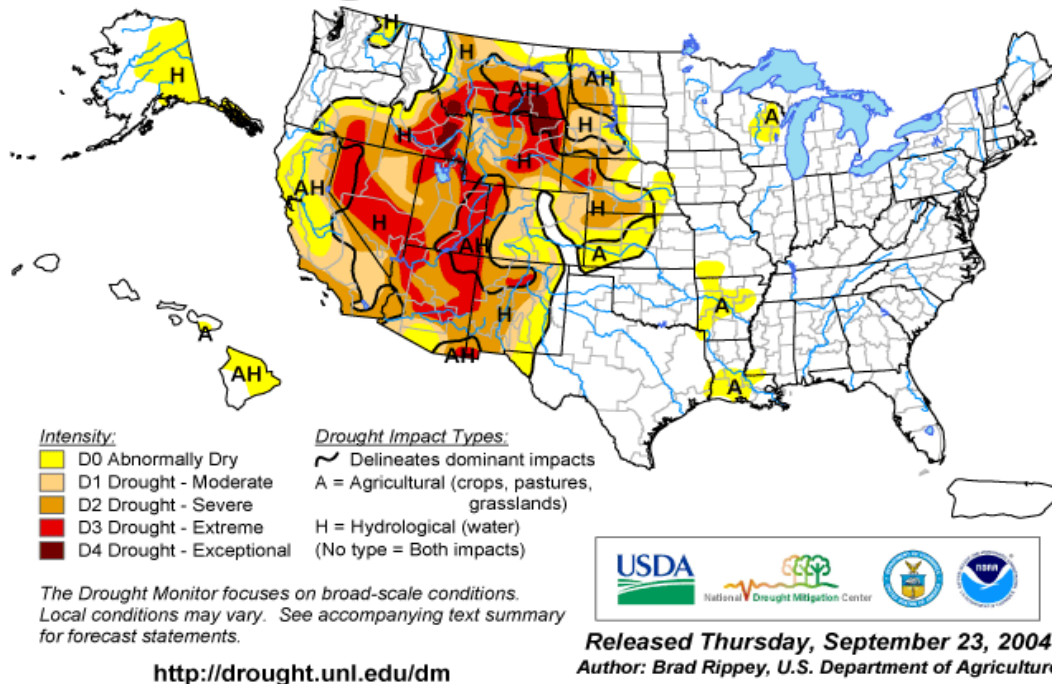 H
H
H
H
AH
AH
A
H
H
H
AH
H
H
AH
A
A
H
A
AH
AH
A
Intensity:
D0 Abnormally Dry
D1 Drought - Moderate
D2 Drought - Severe
D3 Drought - Extreme
D4 Drought - Exceptional
Drought Impact Types:
Delineates dominant impacts
A = Agricultural (crops, pastures,
grasslands)
H = Hydrological (water)
(No type = Both impacts)
The Drought Monitor focuses on broad-scale conditions.
Local conditions may vary. See accompanying text summary
for forecast statements.
http://drought.unl.edu/dm
USDA
National Drought Mitigation Center
NOAA
Released Thursday, September 23, 2004
Author: Brad Rippey, U.S. Department of Agriculture